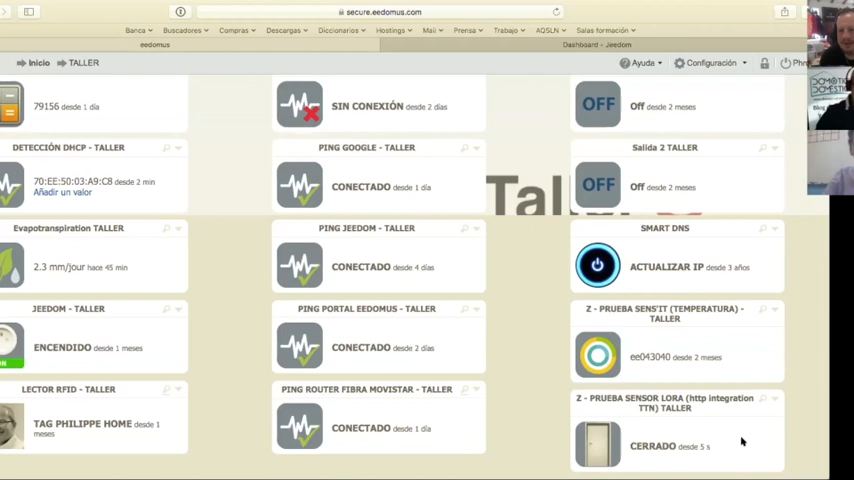 secure.eedomus.com
Banca
Buscadores
Compras
Descargas
Diccionarios
Hostings
Mail
Prensa
Trabajo
AQSLN
Salas formación
eedomus
Dashboard - Jeedom
Inicio
TALLER
Ayuda
Configuración
79156 desde 1 día
SIN CONEXIÓN desde 2 días
OFF
Off desde 2 meses
DETECCIÓN DHCP - TALLER
70:EE:50:03:A9:C8 desde 2 min
Añadir un valor
PING GOOGLE - TALLER
CONECTADO desde 1 día
Salida 2 TALLER
OFF
Off desde 2 meses
Evapotranspiration TALLER
2.3 mm/jour hace 45 min
PING JEEDOM - TALLER
CONECTADO desde 4 días
SMART DNS
ACTUALIZAR IP desde 3 años
JEEDOM - TALLER
ENCENDIDO desde 1 meses
PING PORTAL EEDOMUS - TALLER
CONECTADO desde 2 días
Z - PRUEBA SENS'IT (TEMPERATURA) -
TALLER
ee043040 desde 2 meses
LECTOR RFID - TALLER
TAG PHILIPPE HOME desde 1
meses
PING ROUTER FIBRA MOVISTAR - TALLER
CONECTADO desde 1 día
Z - PRUEBA SENSOR LORA (http integration
TTN) TALLER
CERRADO desde 5 s